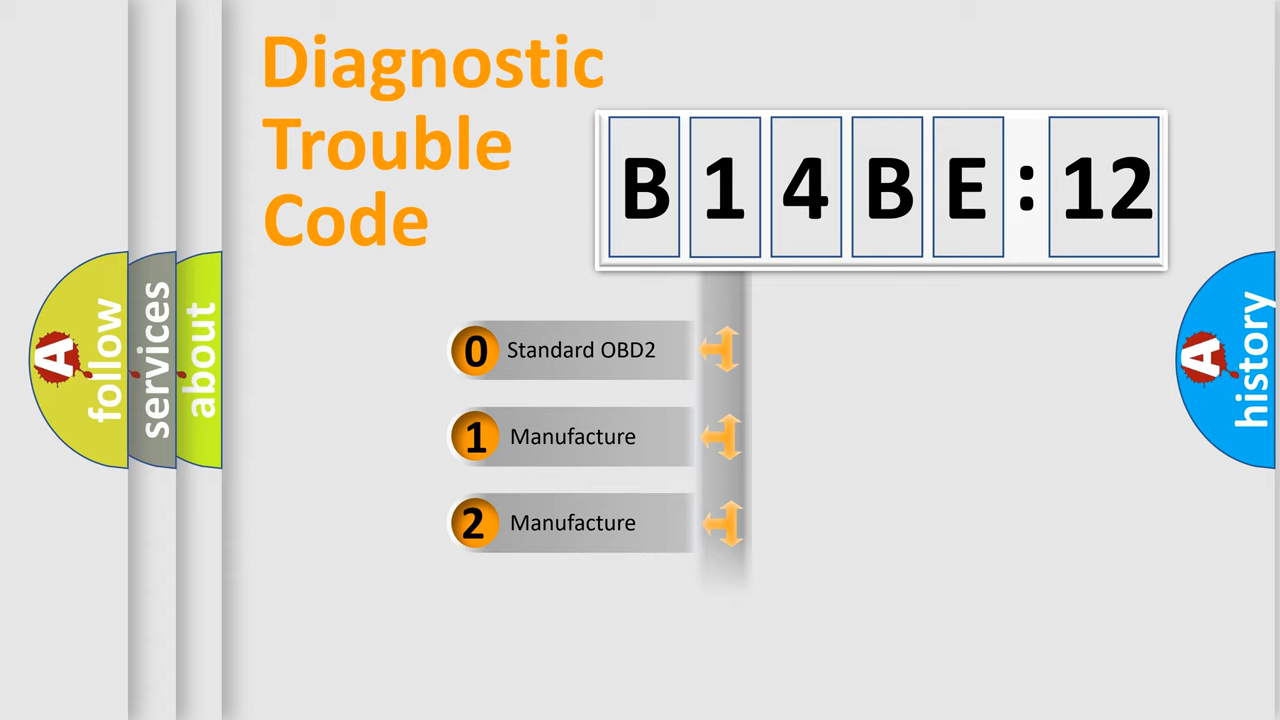 Diagnostic
Trouble
Code
B 1 4 B E : 12
0 Standard OBD2
1 Manufacture
2 Manufacture
A follow
services
about
A history